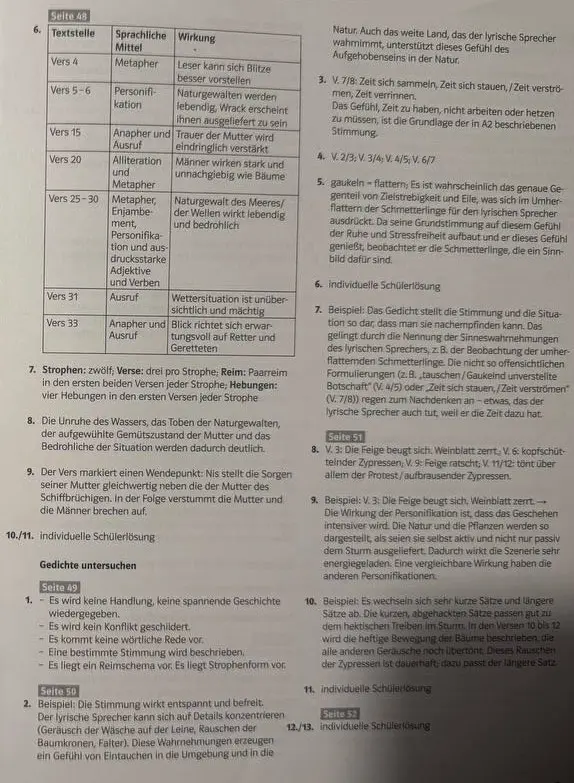 Seite 48
6. Textstelle Sprachliche Mittel Wirkung
Vers 4 Metapher Leser kann sich Blitze
besser vorstellen
Vers 5 – 6 Personifi- Naturgewalten werden
kation lebendig, Wrack erscheint
ihnen ausgeliefert zu sein
Vers 15 Anapher und Trauer der Mutter wird
Ausruf eindringlich verstärkt
Vers 20 Alliteration Männer wirken stark und
und unnachgiebig wie Bäume
Metapher
Vers 25 – 30 Metapher, Naturgewalt des Meeres/
Enjambe- der Wellen wirkt lebendig
ment, und bedrohlich
Personifika-
tion und aus-
drucksstarke
Adjektive
und Verben
Vers 31 Ausruf Wettersituation ist unüber-
sichtlich und mächtig
Vers 33 Anapher und Blick richtet sich erwar-
Ausruf tungsvoll auf Retter und
Geretteten
7. Strophen: zwölf; Verse: drei pro Strophe; Reim: Paarreim
in den ersten beiden Versen jeder Strophe; Hebungen:
vier Hebungen in den ersten Versen jeder Strophe
8. Die Unruhe des Wassers, das Toben der Naturgewalten,
der aufgewühlte Gemütszustand der Mutter und das
Bedrohliche der Situation werden dadurch deutlich.
9. Der Vers markiert einen Wendepunkt: Nis stellt die Sorgen
seiner Mutter gleichwertig neben die der Mutter des
Schiffbrüchigen. In der Folge verstummt die Mutter und
die Männer brechen auf.
10./11. individuelle Schülerlösung
Gedichte untersuchen
Seite 49
1. – Es wird keine Handlung, keine spannende Geschichte
wiedergegeben.
– Es wird kein Konflikt geschildert.
– Es kommt keine wörtliche Rede vor.
– Eine bestimmte Stimmung wird beschrieben.
– Es liegt ein Reimschema vor. Es liegt Strophenform vor.
Seite 50
2. Beispiel: Die Stimmung wirkt entspannt und befreit.
Der lyrische Sprecher kann sich auf Details konzentrieren
(Geräusch der Wäsche auf der Leine, Rauschen der
Baumkronen, Falter). Diese Wahrnehmungen erzeugen
ein Gefühl von Eintauchen in die Umgebung und in die
Natur. Auch das weite Land, das der lyrische Sprecher
wahrnimmt, unterstützt dieses Gefühl des
Aufgehobenseins in der Natur.
3. V. 7/8: Zeit sich sammeln, Zeit sich stauen, / Zeit verströ-
men, Zeit verrinnen.
Das Gefühl, Zeit zu haben, nicht arbeiten oder hetzen
zu müssen, ist die Grundlage der in A2 beschriebenen
Stimmung.
4. V. 2/3; V. 3/4; V. 4/5; V. 6/7
5. gaukeln – flattern; Es ist wahrscheinlich das genaue Ge-
genteil von Zielstrebigkeit und Eile, was sich im Umher-
flattern der Schmetterlinge für den lyrischen Sprecher
ausdrückt. Da seine Grundstimmung auf diesem Gefühl
der Ruhe und Stressfreiheit aufbaut und er dieses Gefühl
genießt, beobachtet er die Schmetterlinge, die ein Sinn-
bild dafür sind.
6. individuelle Schülerlösung
7. Beispiel: Das Gedicht stellt die Stimmung und die Situa-
tion so dar, dass man sie nachempfinden kann. Das
gelingt durch die Nennung der Sinneswahrnehmungen
des lyrischen Sprechers, z. B. der Beobachtung der umher-
flatternden Schmetterlinge. Die nicht so offensichtlichen
Formulierungen (z. B. „tauschen / Gaukelnd unverstellte
Botschaft“ (V. 4/5) oder „Zeit sich stauen, / Zeit verströmen“
(V. 7/8)) regen zum Nachdenken an – etwas, das der
lyrische Sprecher auch tut, weil er die Zeit dazu hat.
Seite 51
8. V. 3: Die Feige beugt sich. Weinblatt zerrt.; V. 6: kopfschüt-
telnder Zypressen; V. 9: Feige ratscht; V. 11/12: tönt über
allem der Protest / aufbrausender Zypressen.
9. Beispiel: V. 3: Die Feige beugt sich. Weinblatt zerrt. →
Die Wirkung der Personifikation ist, dass das Geschehen
intensiver wird. Die Natur und die Pflanzen werden so
dargestellt, als seien sie selbst aktiv und nicht nur passiv
dem Sturm ausgeliefert. Dadurch wirkt die Szenerie sehr
energiegeladen. Eine vergleichbare Wirkung haben die
anderen Personifikationen.
10. Beispiel: Es wechseln sich sehr kurze Sätze und längere
Sätze ab. Die kurzen, abgehackten Sätze passen gut zu
dem hektischen Treiben im Sturm. In den Versen 10 bis 12
wird die heftige Bewegung der Bäume beschrieben, die
alle anderen Geräusche noch übertönt. Dieses Rauschen
der Zypressen ist dauerhaft; dazu passt der längere Satz.
11. individuelle Schülerlösung
Seite 52
12./13. individuelle Schülerlösung